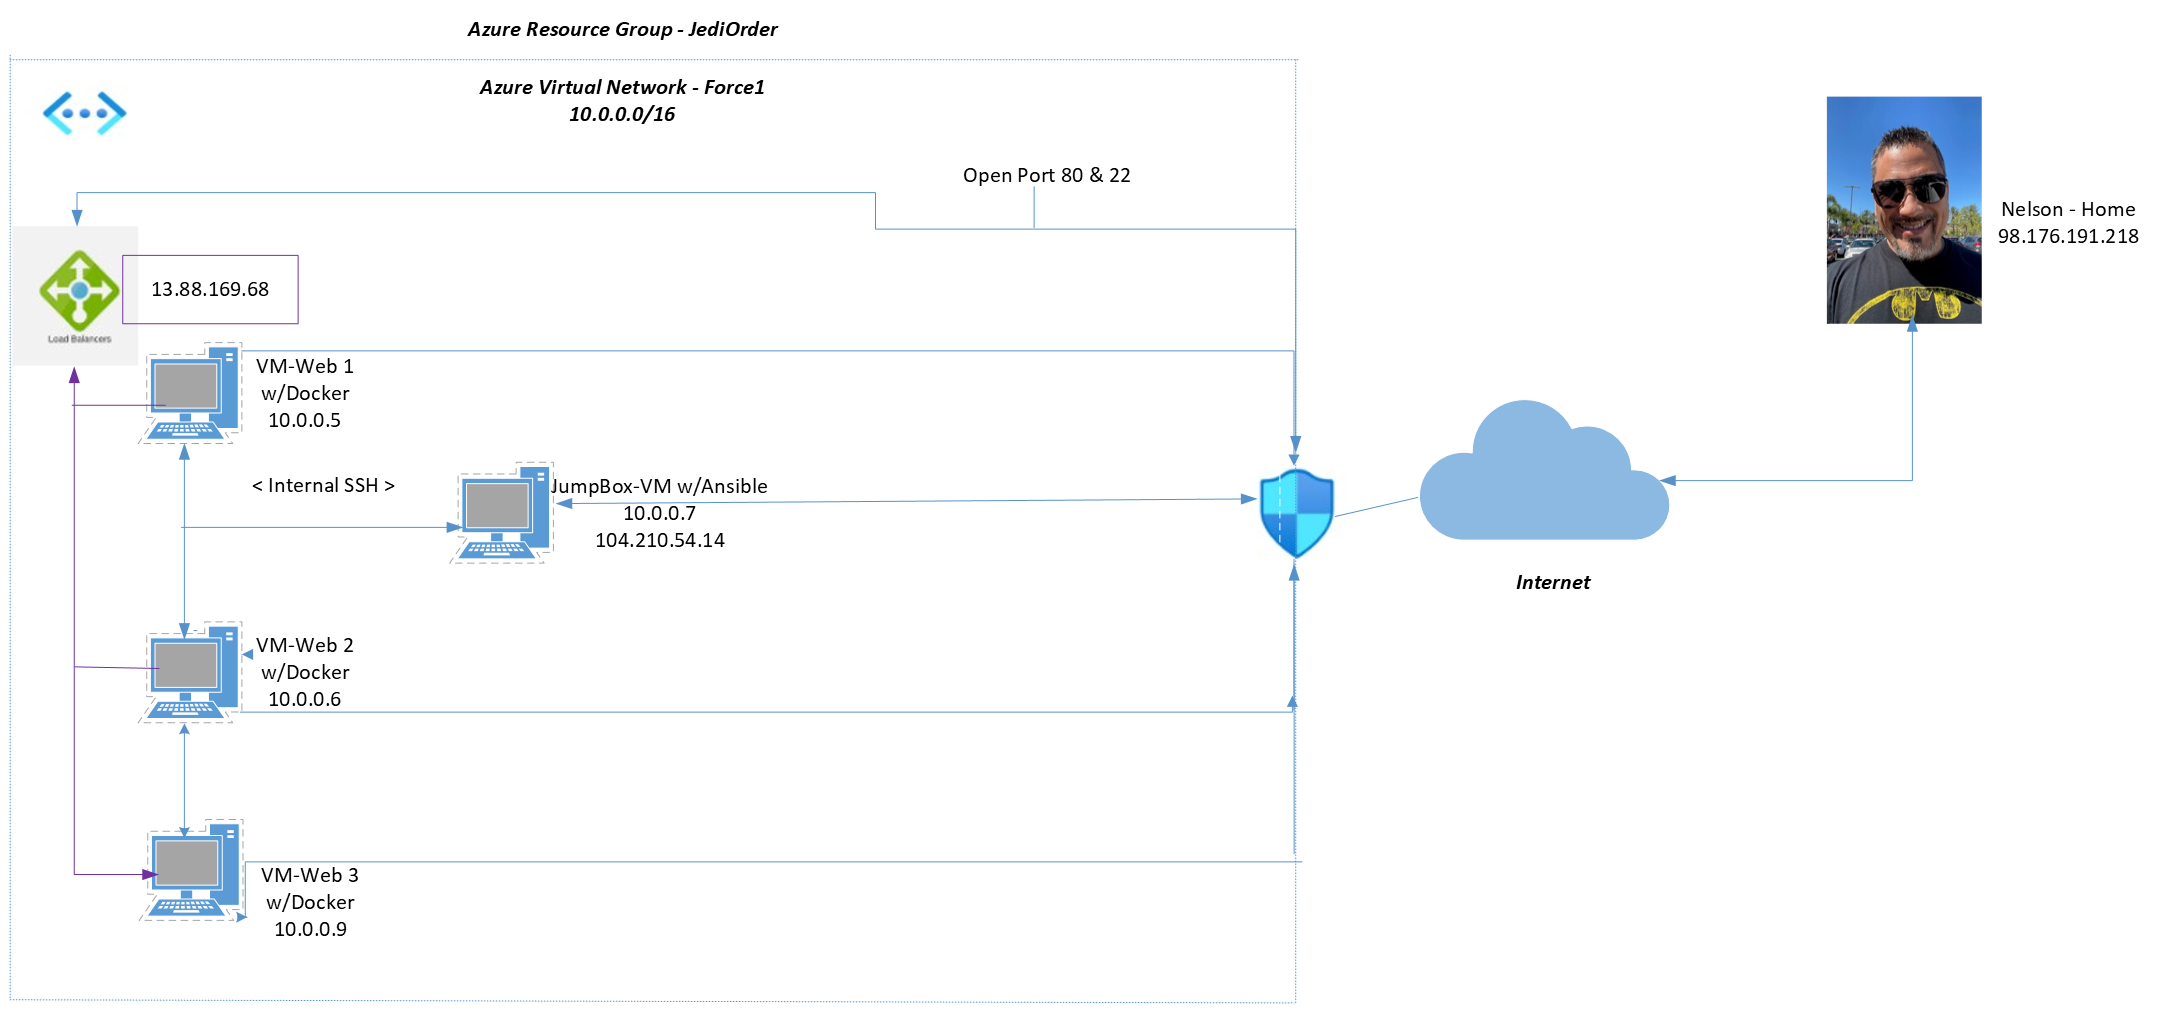 Azure Resource Group - JediOrder
Azure Virtual Network - Force1
10.0.0.0/16
Open Port 80 & 22
Nelson - Home
98.176.191.218
13.88.169.68
Load Balancers
VM-Web 1
w/Docker
10.0.0.5
< Internal SSH >
JumpBox-VM w/Ansible
10.0.0.7
104.210.54.14
Internet
VM-Web 2
w/Docker
10.0.0.6
VM-Web 3
w/Docker
10.0.0.9